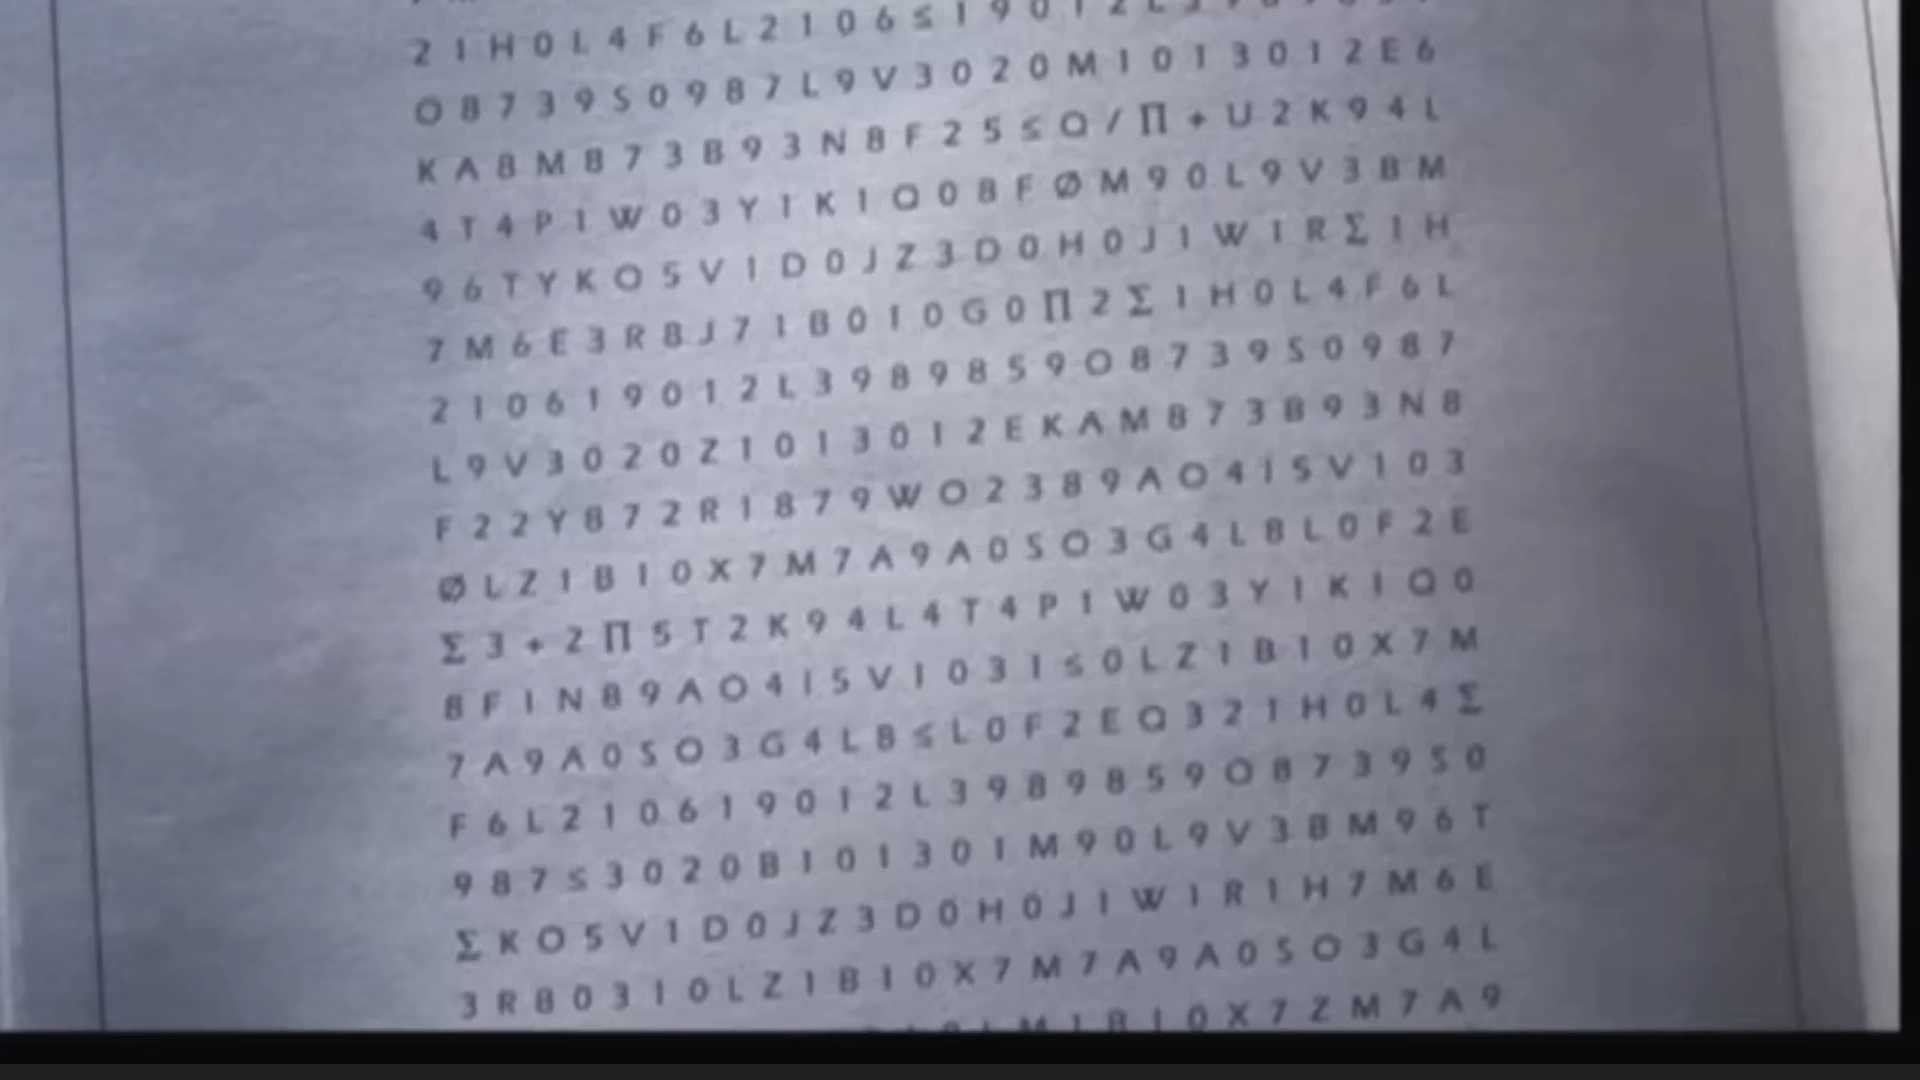 2 1 H 0 L 4 F 6 L 2 1 0 6 ≤ 1 9 0 1 2 L 3
O 8 7 3 9 S 0 9 8 7 L 9 V 3 0 2 0 M 1 0 1 3 0 1 2 E 6
K A 8 M 8 7 3 B 9 3 N 8 F 2 5 ≤ Q / Π + U 2 K 9 4 L
4 T 4 P 1 W 0 3 Y 1 K 1 Q 0 8 F Ø M 9 0 L 9 V 3 B M
9 6 T Y K O 5 V 1 D 0 J Z 3 D 0 H 0 J 1 W 1 R Σ 1 H
7 M 6 E 3 R 8 J 7 1 B 0 1 0 G 0 Π 2 Σ 1 H 0 L 4 F 6 L
2 1 0 6 1 9 0 1 2 L 3 9 8 9 8 5 9 O 8 7 3 9 S 0 9 8 7
L 9 V 3 0 2 0 Z 1 0 1 3 0 1 2 E K A M 8 7 3 B 9 3 N 8
F 2 2 Y 8 7 2 R 1 8 7 9 W O 2 3 8 9 A O 4 1 5 V 1 0 3
Ø L Z 1 B 1 0 X 7 M 7 A 9 A 0 S O 3 G 4 L 8 L 0 F 2 E
Σ 3 + 2 Π 5 T 2 K 9 4 L 4 T 4 P 1 W 0 3 Y 1 K 1 Q 0
8 F 1 N 8 9 A O 4 1 5 V 1 0 3 1 ≤ 0 L Z 1 B 1 0 X 7 M
7 A 9 A 0 S O 3 G 4 L 8 ≤ L 0 F 2 E Q 3 2 1 H 0 L 4 Σ
F 6 L 2 1 0 6 1 9 0 1 2 L 3 9 8 9 8 5 9 O 8 7 3 9 S 0
9 8 7 ≤ 3 0 2 0 B 1 0 1 3 0 1 M 9 0 L 9 V 3 B M 9 6 T
Σ K O 5 V 1 D 0 J Z 3 D 0 H 0 J 1 W 1 R 1 H 7 M 6 E
3 R 8 0 3 1 0 L Z 1 B 1 0 X 7 M 7 A 9 A 0 S O 3 G 4 L
M 1 B 1 0 X 7 Z M 7 A 9